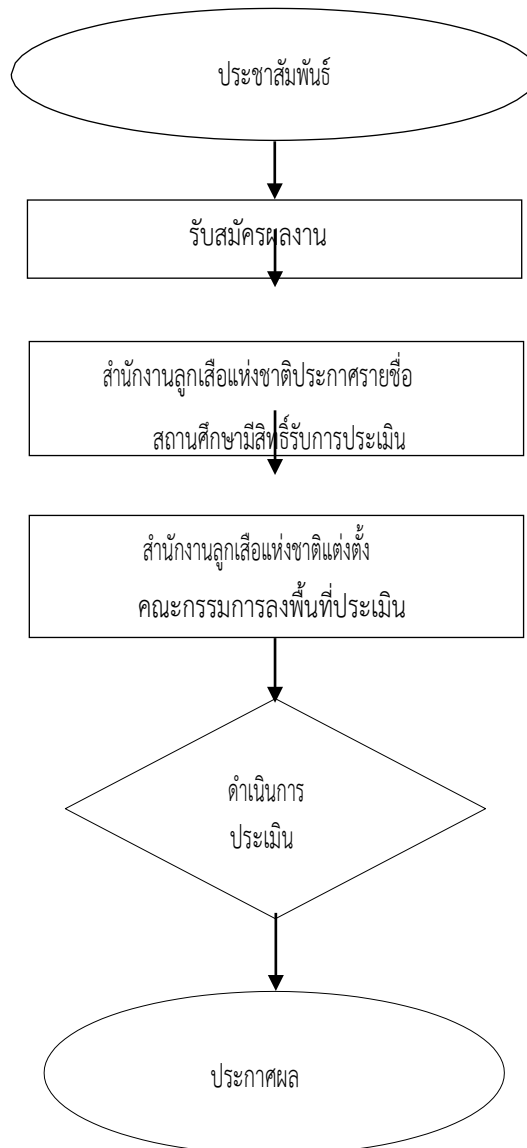 ประชาสัมพันธ์
รับสมัครผลงาน
สำนักงานลูกเสือแห่งชาติประกาศรายชื่อ
สถานศึกษามีสิทธิ์รับการประเมิน
สำนักงานลูกเสือแห่งชาติแต่งตั้ง
คณะกรรมการลงพื้นที่ประเมิน
ดำเนินการ
ประเมิน
ประกาศผล